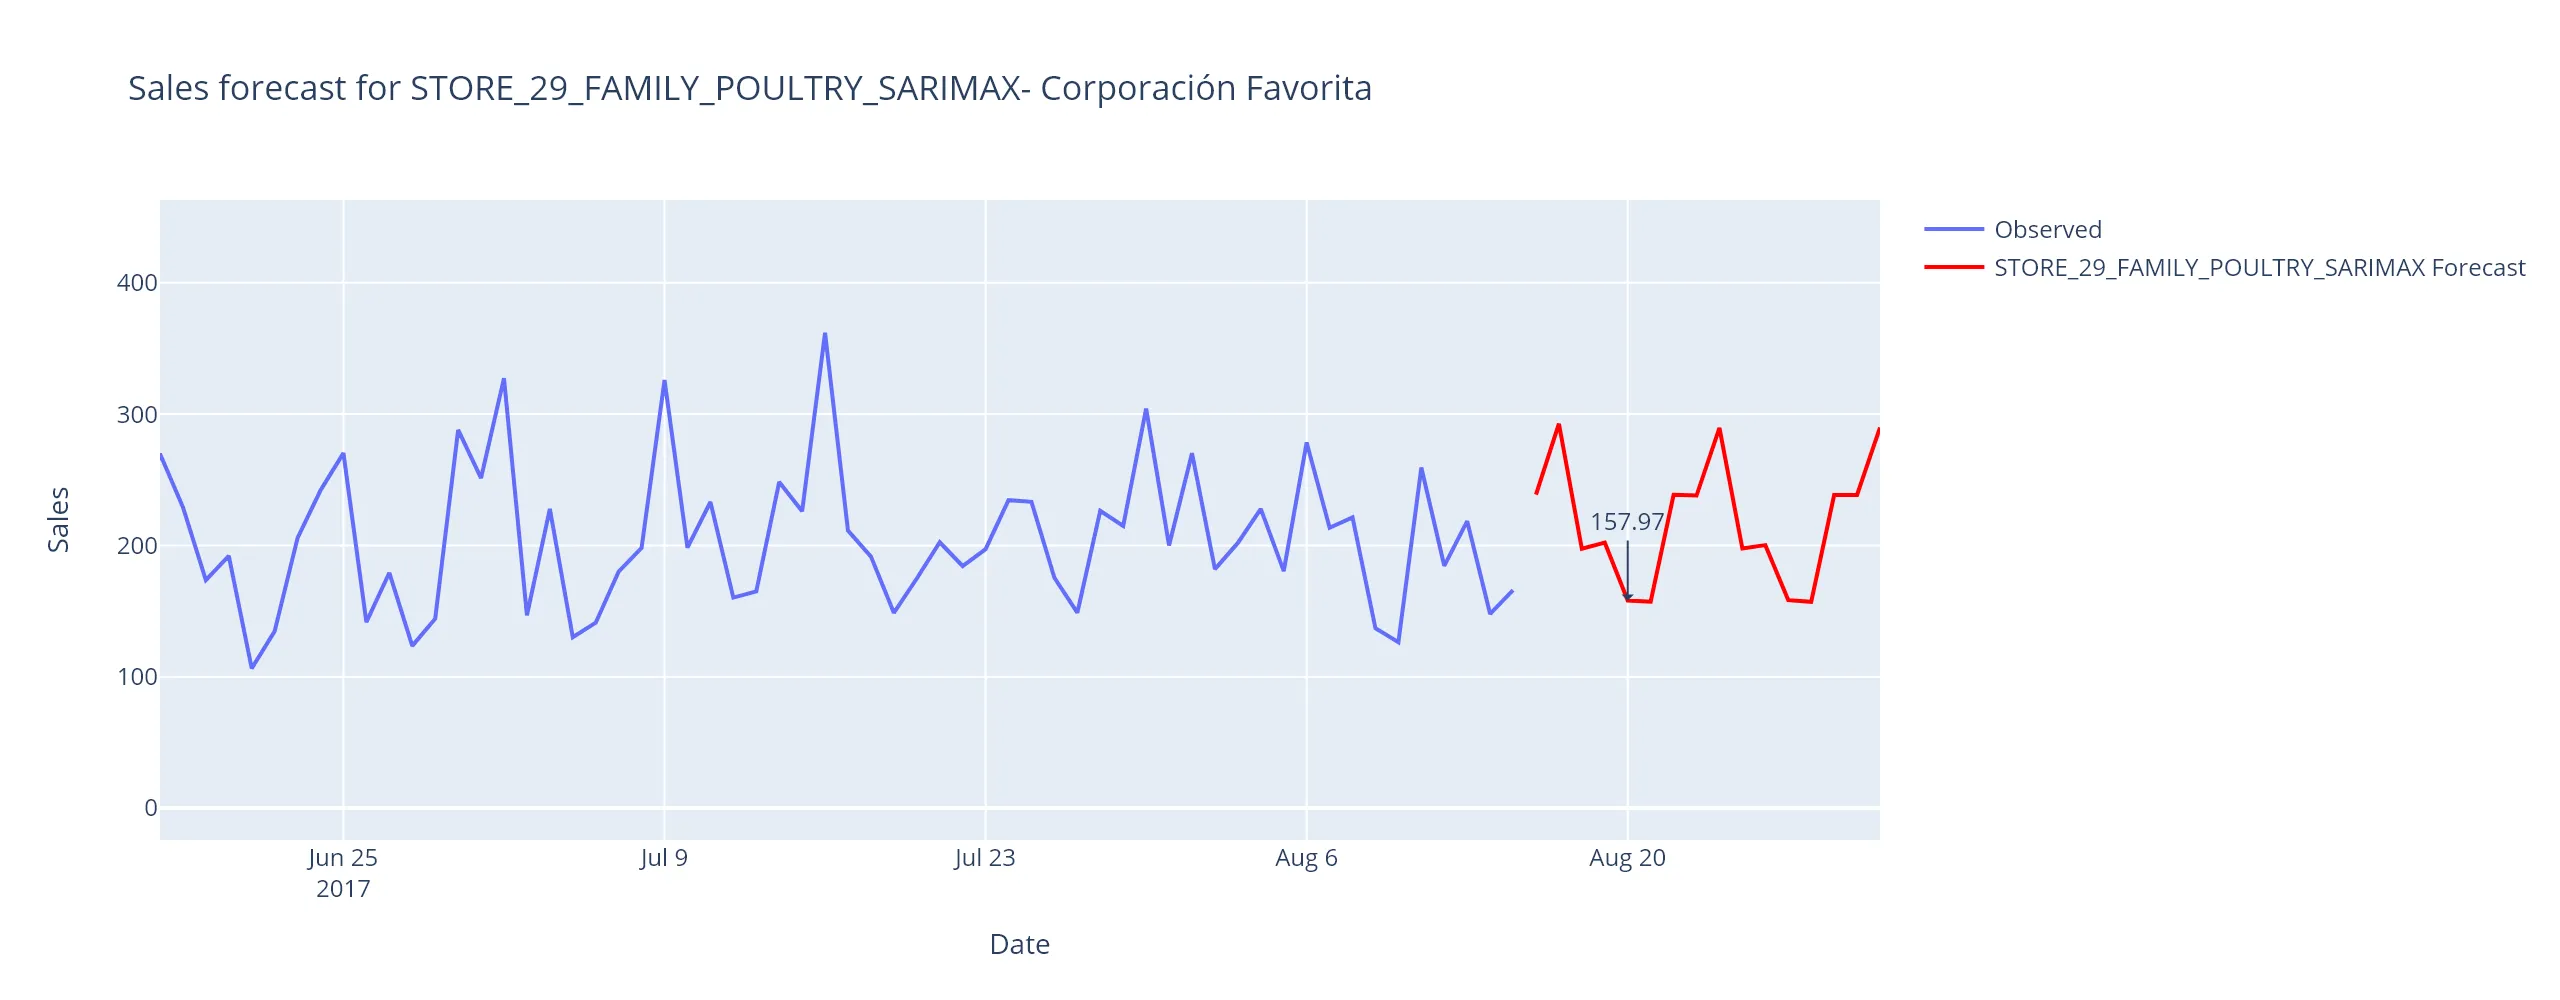 Sales forecast for STORE_29_FAMILY_POULTRY_SARIMAX- Corporación Favorita
Observed
STORE_29_FAMILY_POULTRY_SARIMAX Forecast
400
300
200
100
0
Sales
157.97
Jun 25
2017
Jul 9
Jul 23
Aug 6
Aug 20
Date